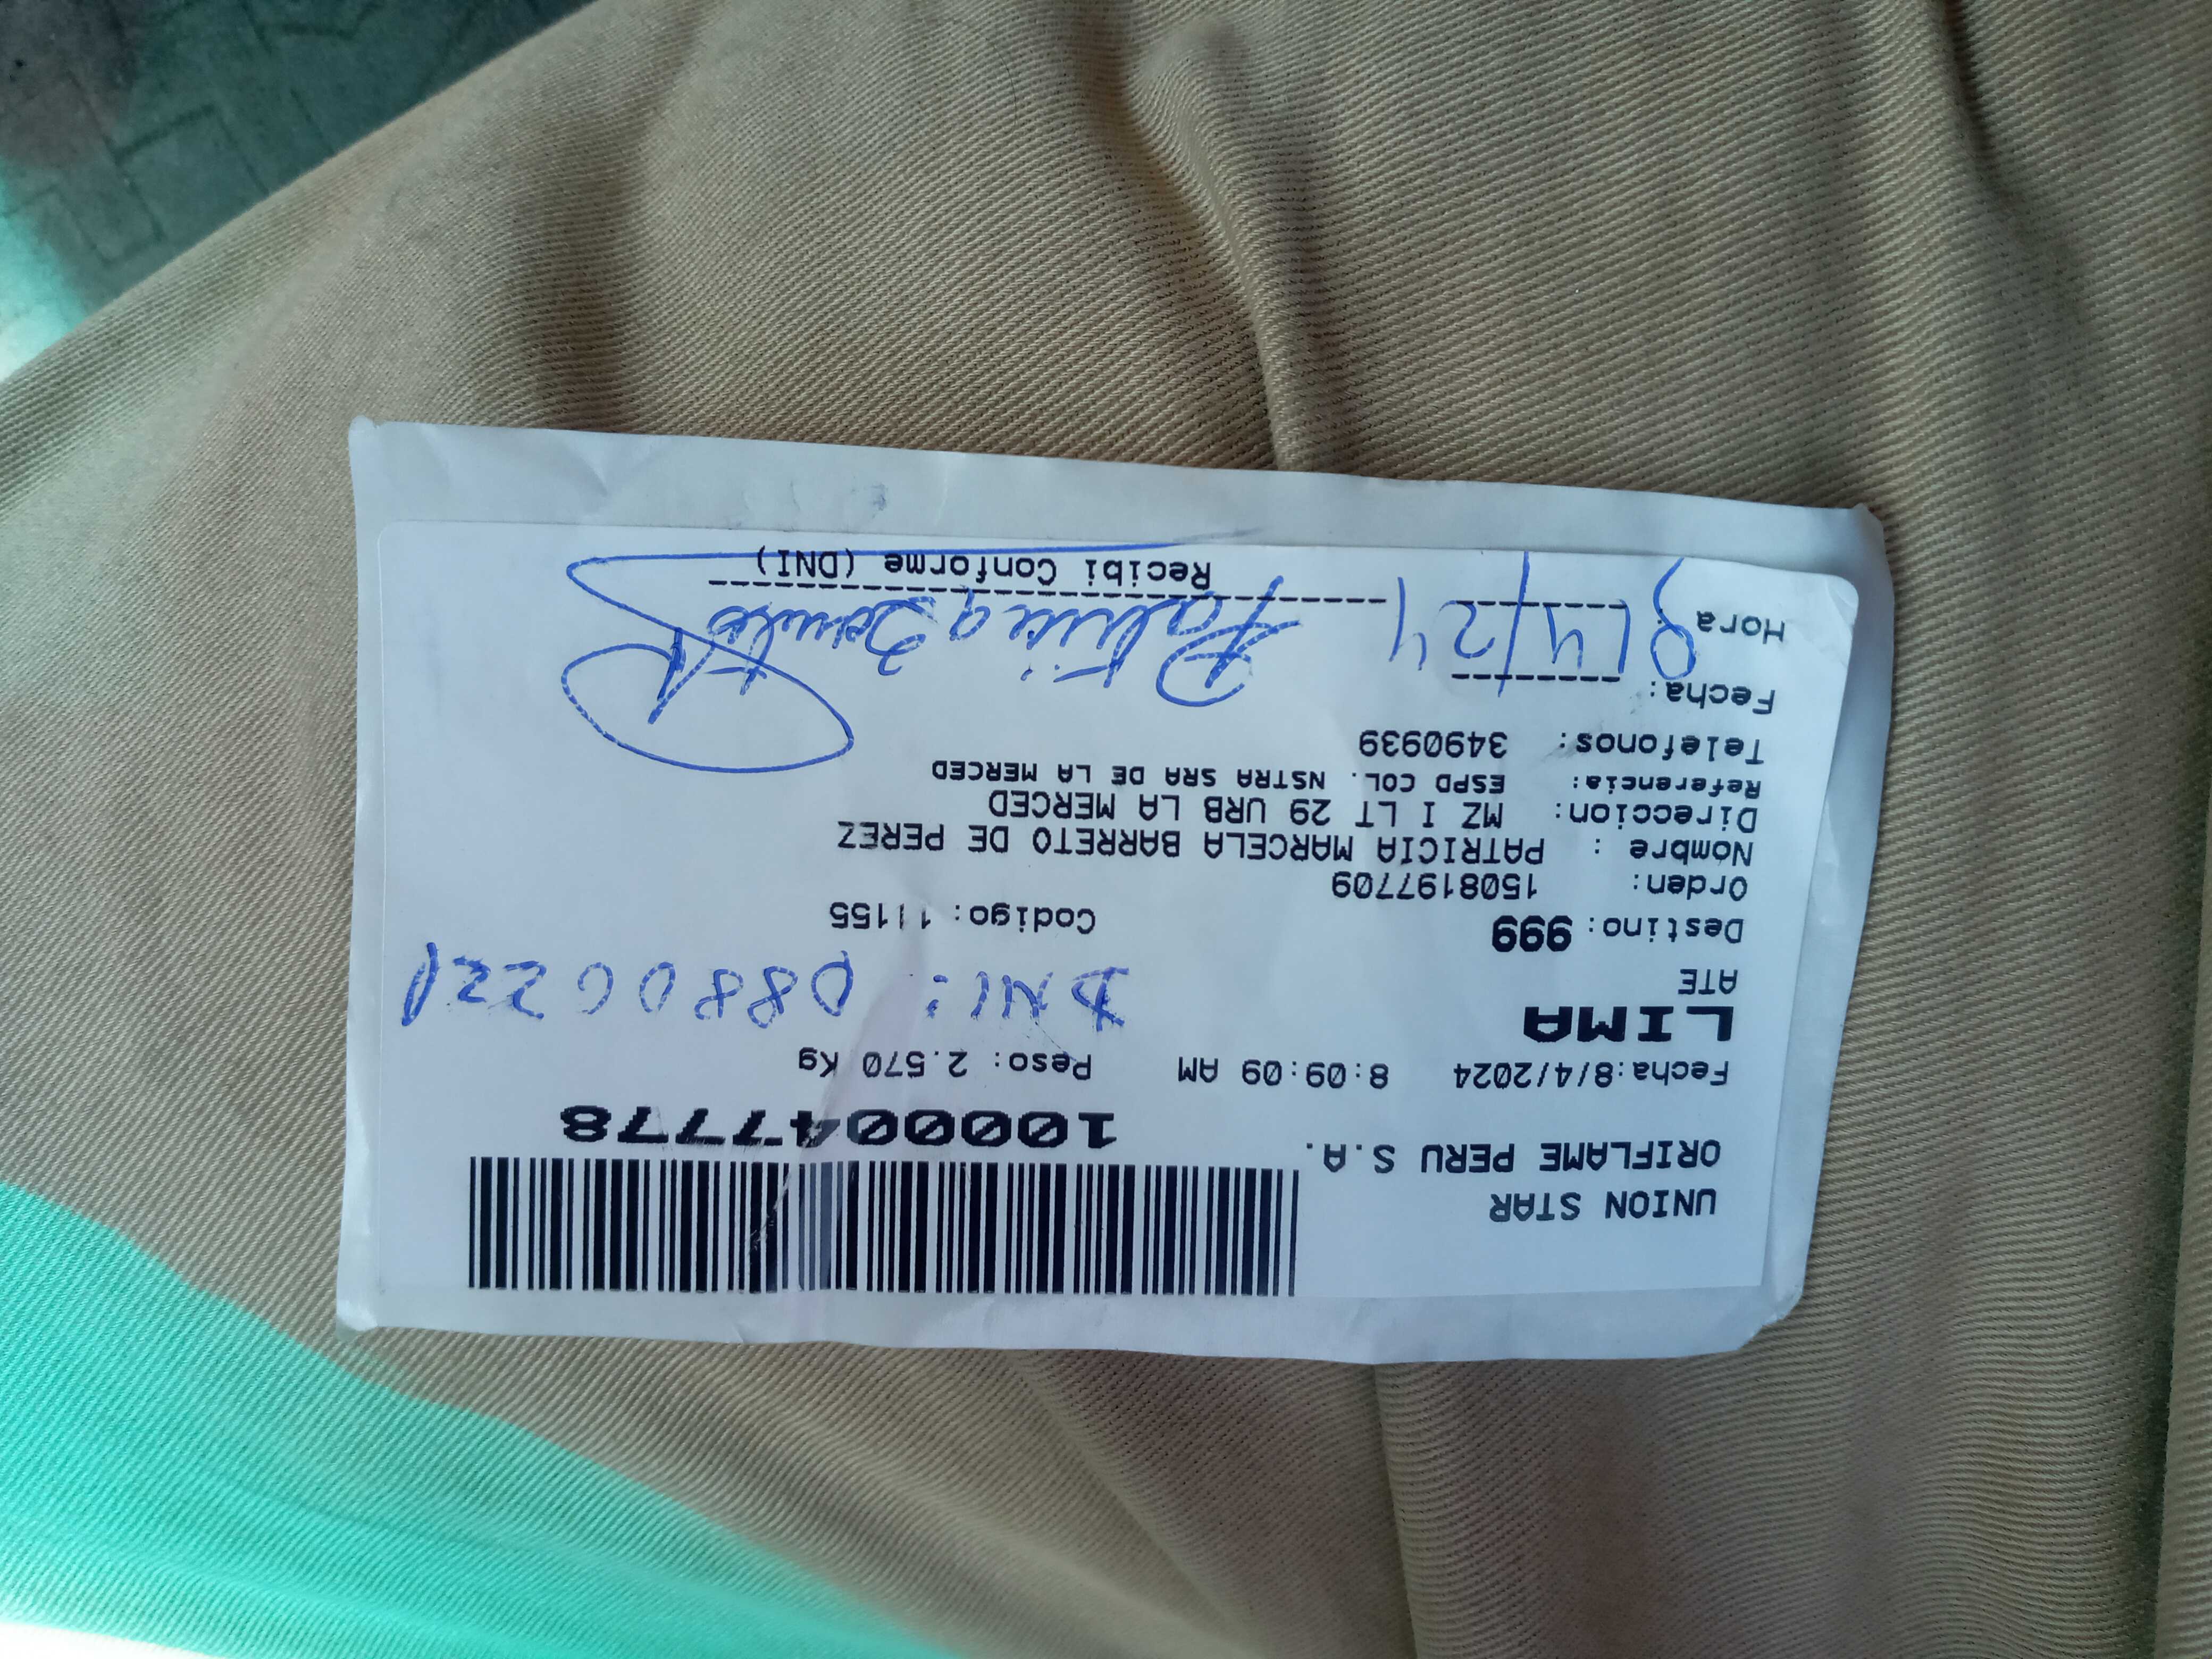 UNION STAR
ORIFLAME PERU S.A.
1000047778
Fecha:8/4/2024 8:09:09 AM Peso: 2.570 Kg
LIMA
ATE
DNI:
Destino: 999 Codigo: 11155
Orden: 1508197709
Nombre : PATRICIA MARCELA BARRETO DE PEREZ
Direccion: MZ I LT 29 URB LA MERCED
Referencia: ESPD COL. NSTRA SRA DE LA MERCED
Telefonos: 3490939
Fecha:
Hora 8/4/24 Patricia Barreto
Recibi Conforme (DNI)